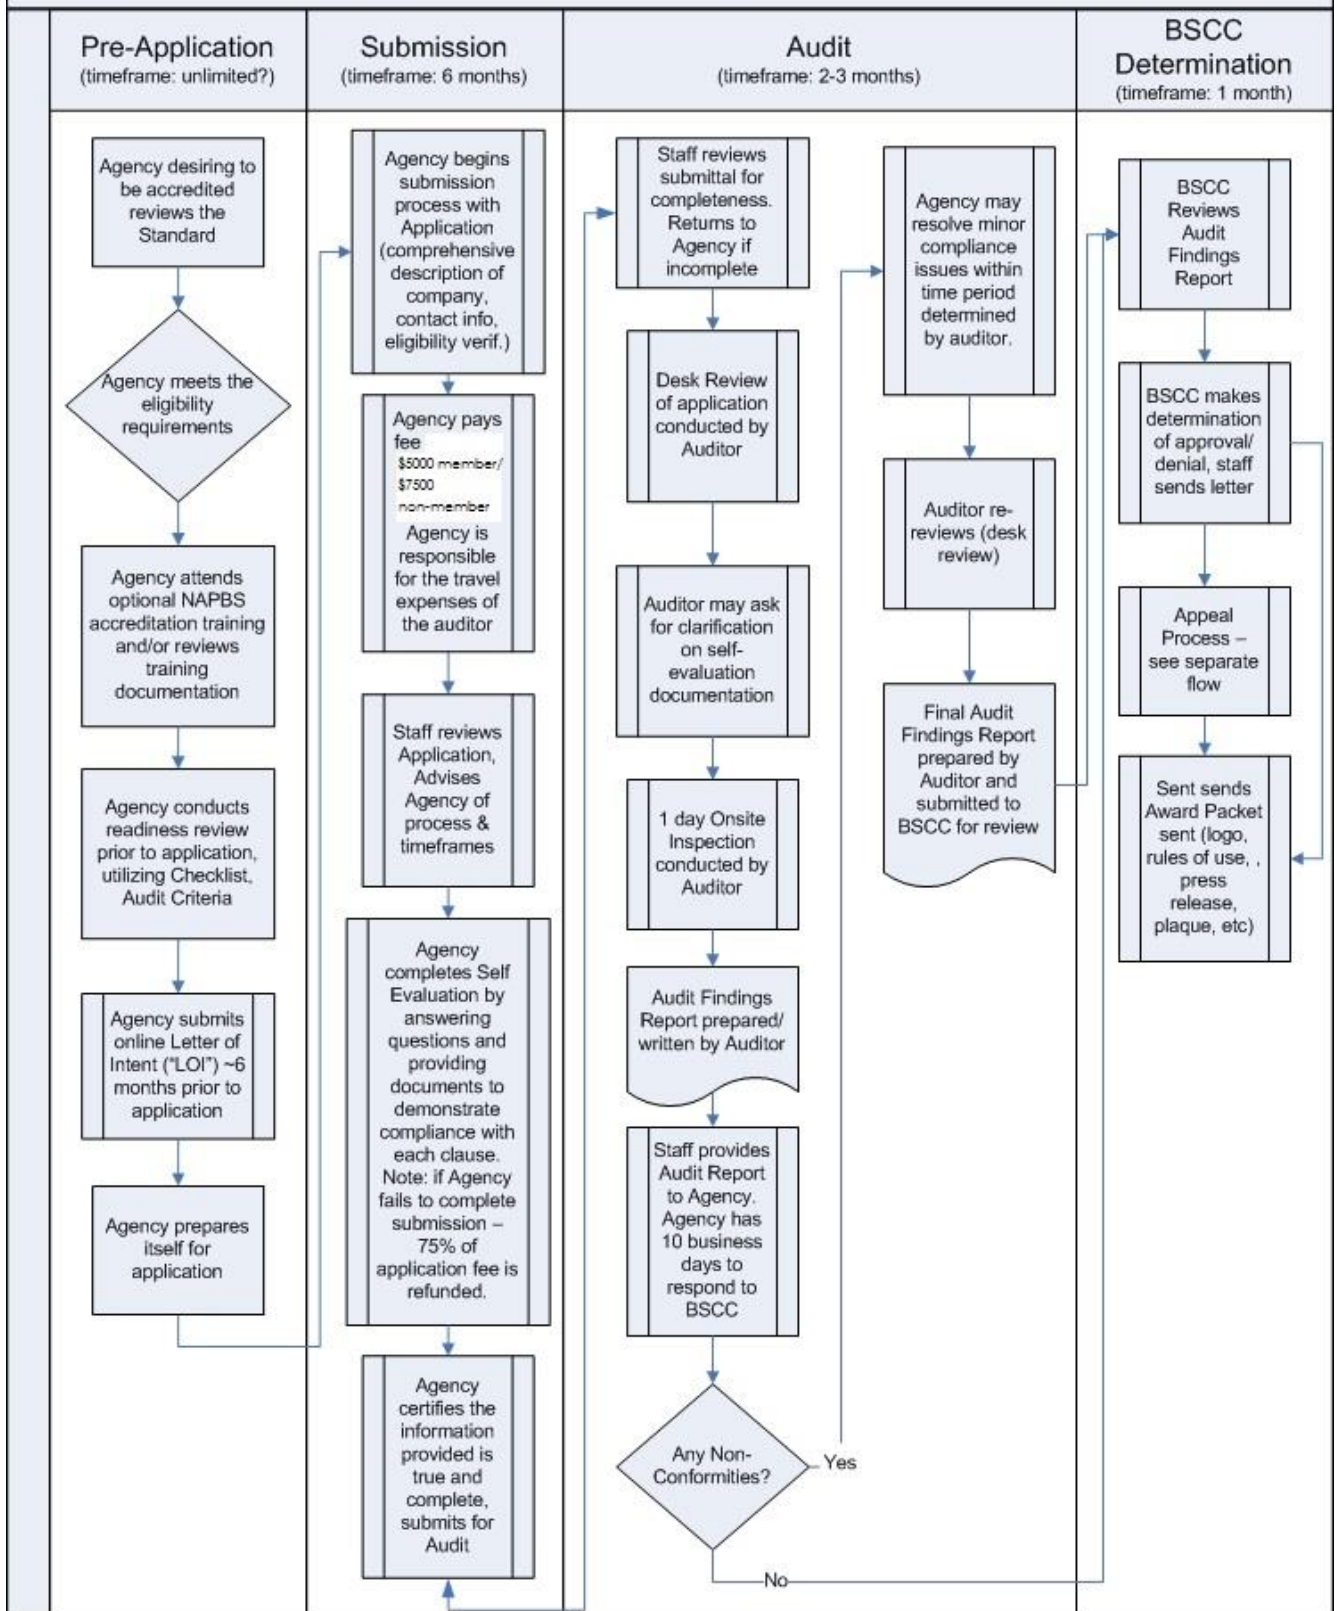 Pre-Application
(timeframe: unlimited?)
Submission
(timeframe: 6 months)
Audit
(timeframe: 2-3 months)
BSCC
Determination
(timeframe: 1 month)
Agency desiring to
be accredited
reviews the
Standard
Agency meets the
eligibility
requirements
Agency attends
optional NAPBS
accreditation training
and/or reviews
training
documentation
Agency conducts
readiness review
prior to application,
utilizing Checklist,
Audit Criteria
Agency submits
online Letter of
Intent ("LOI") ~6
months prior to
application
Agency prepares
itself for
application
Agency begins
submission
process with
Application
(comprehensive
description of
company,
contact info,
eligibility verif.)
Agency pays
fee
$5000 member/
$7500
non-member
Agency is
responsible
for the travel
expenses of
the auditor
Staff reviews
Application,
Advises
Agency of
process &
timeframes
Agency
completes Self
Evaluation by
answering
questions and
providing
documents to
demonstrate
compliance with
each clause.
Note: if Agency
fails to complete
submission –
75% of
application fee is
refunded.
Agency
certifies the
information
provided is
true and
complete,
submits for
Audit
Staff reviews
submittal for
completeness.
Returns to
Agency if
incomplete
Desk Review
of application
conducted by
Auditor
Auditor may ask
for clarification
on self-
evaluation
documentation
1 day Onsite
Inspection
conducted by
Auditor
Audit Findings
Report prepared/
written by Auditor
Staff provides
Audit Report
to Agency.
Agency has
10 business
days to
respond to
BSCC
Any Non-
Conformities?
Yes
No
Agency may
resolve minor
compliance
issues within
time period
determined
by auditor.
Auditor re-
reviews (desk
review)
Final Audit
Findings Report
prepared by
Auditor and
submitted to
BSCC for review
BSCC
Reviews
Audit
Findings
Report
BSCC makes
determination
of approval/
denial, staff
sends letter
Appeal
Process –
see separate
flow
Sent sends
Award Packet
sent (logo,
rules of use, ,
press
release,
plaque, etc)